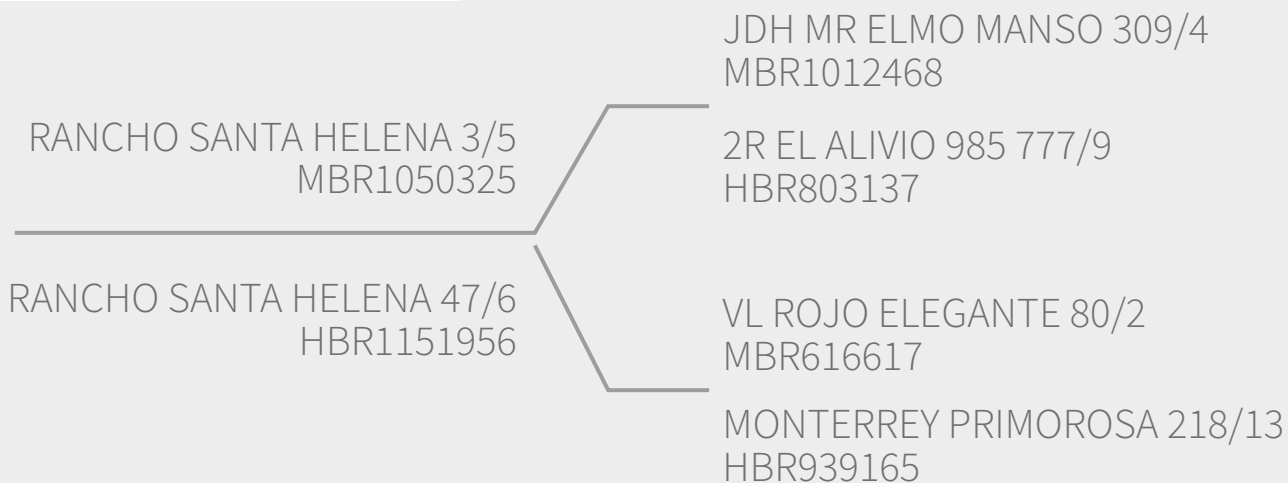 RANCHO SANTA HELENA 3/5
MBR1050325
RANCHO SANTA HELENA 47/6
HBR1151956
JDH MR ELMO MANSO 309/4
MBR1012468
2R EL ALIVIO 985 777/9
HBR803137
VL ROJO ELEGANTE 80/2
MBR616617
MONTERREY PRIMOROSA 218/13
HBR939165